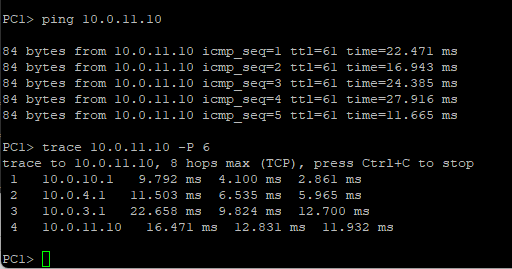 PC1> ping 10.0.11.10
84 bytes from 10.0.11.10 icmp_seq=1 ttl=61 time=22.471 ms
84 bytes from 10.0.11.10 icmp_seq=2 ttl=61 time=16.943 ms
84 bytes from 10.0.11.10 icmp_seq=3 ttl=61 time=24.385 ms
84 bytes from 10.0.11.10 icmp_seq=4 ttl=61 time=27.916 ms
84 bytes from 10.0.11.10 icmp_seq=5 ttl=61 time=11.665 ms
PC1> trace 10.0.11.10 -P 6
trace to 10.0.11.10, 8 hops max (TCP), press Ctrl+C to stop
1 10.0.10.1 9.792 ms 4.100 ms 2.861 ms
2 10.0.4.1 11.503 ms 6.535 ms 5.965 ms
3 10.0.3.1 22.658 ms 9.824 ms 12.700 ms
4 10.0.11.10 16.471 ms 12.831 ms 11.932 ms
PC1>